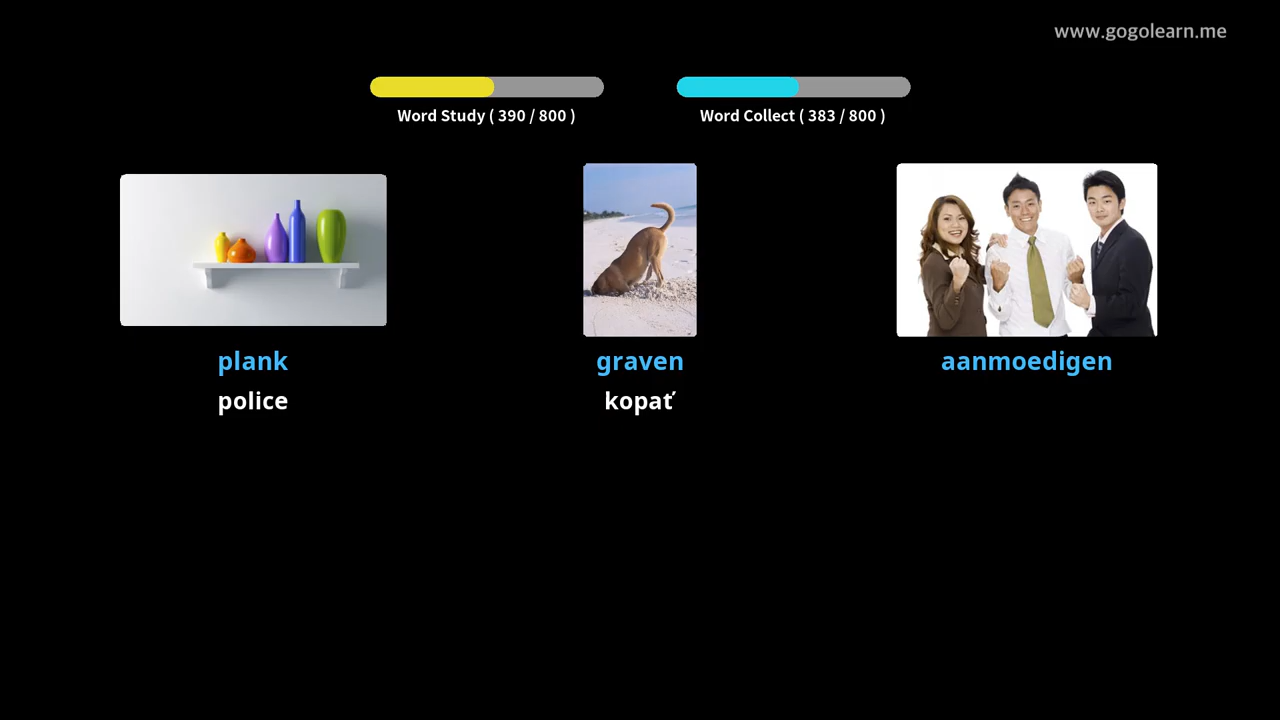 www.gogolearn.me
Word Study ( 390 / 800 )
Word Collect ( 383 / 800 )
plank
graven
aanmoedigen
police
kopať